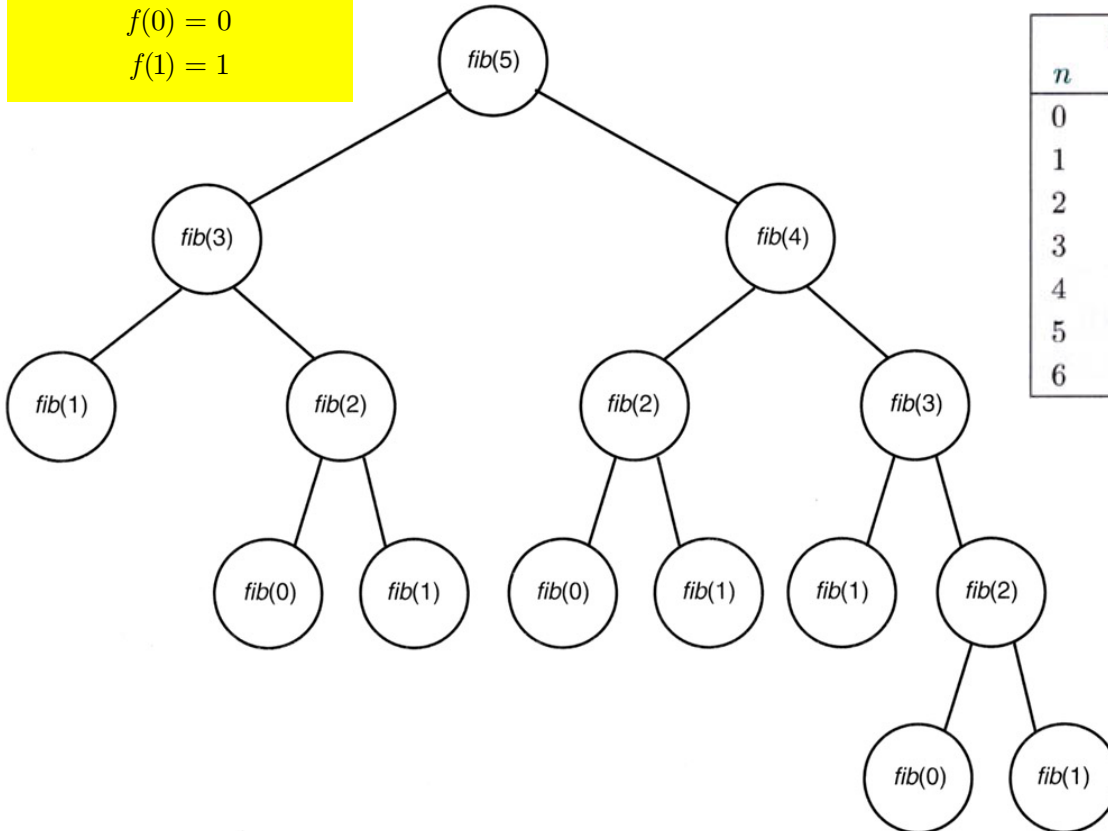 f(0) = 0
f(1) = 1
fib(5)
fib(3)
fib(4)
fib(1)
fib(2)
fib(2)
fib(3)
fib(0)
fib(1)
fib(0)
fib(1)
fib(1)
fib(2)
fib(0)
fib(1)
n
0
1
2
3
4
5
6